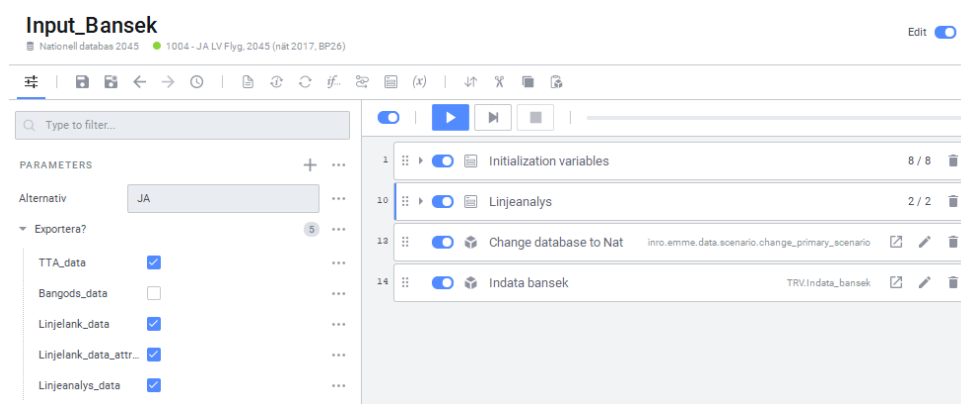 Input_Bansek
Edit
Nationell databas 2045 1004 - JA LV Flyg, 2045 (nät 2017, BP26)
if... (x)
Type to filter...
PARAMETERS
Alternativ JA
Exportera? 5
TTA_data
Bangods_data
Linjelank_data
Linjelank_data_attr...
Linjeanalys_data
1 Initialization variables 8 / 8
10 Linjeanalys 2 / 2
13 Change database to Nat inro.emme.data.scenario.change_primary_scenario
14 Indata bansek TRV.Indata_bansek